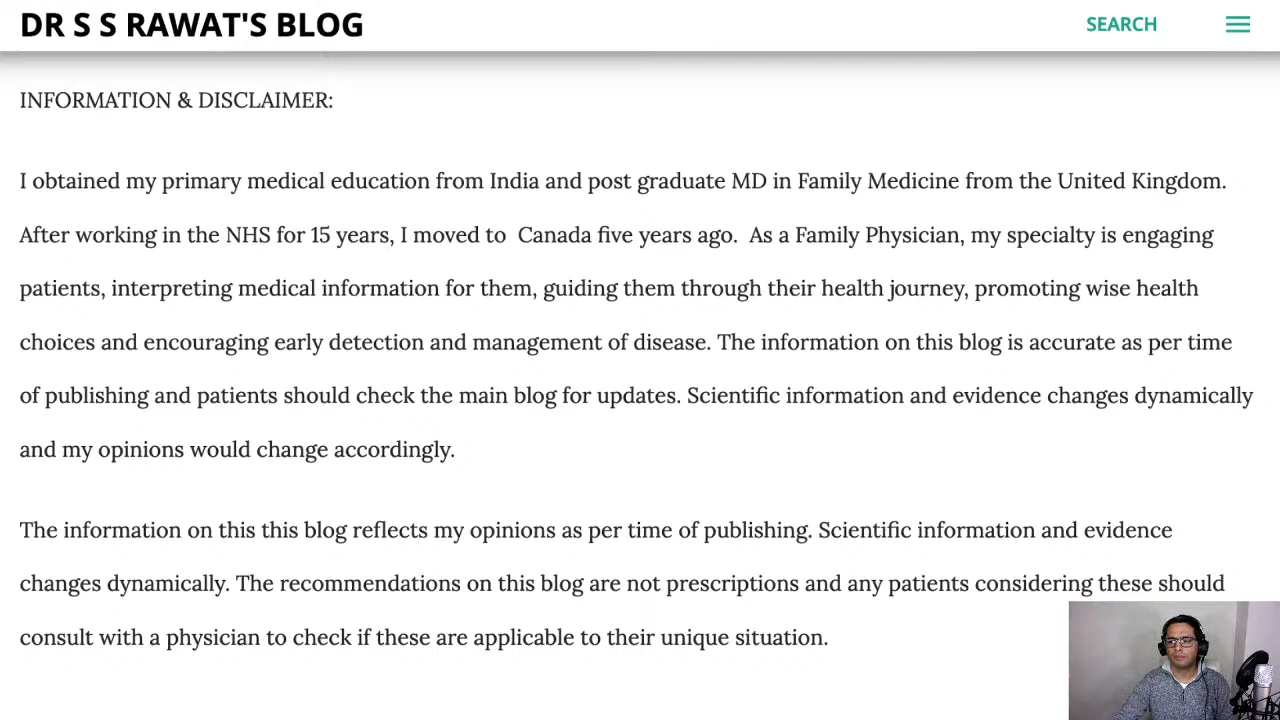 DR S S RAWAT'S BLOG
SEARCH
INFORMATION & DISCLAIMER:
I obtained my primary medical education from India and post graduate MD in Family Medicine from the United Kingdom.
After working in the NHS for 15 years, I moved to  Canada five years ago.  As a Family Physician, my specialty is engaging
patients, interpreting medical information for them, guiding them through their health journey, promoting wise health
choices and encouraging early detection and management of disease. The information on this blog is accurate as per time
of publishing and patients should check the main blog for updates. Scientific information and evidence changes dynamically
and my opinions would change accordingly.
The information on this this blog reflects my opinions as per time of publishing. Scientific information and evidence
changes dynamically. The recommendations on this blog are not prescriptions and any patients considering these should
consult with a physician to check if these are applicable to their unique situation.